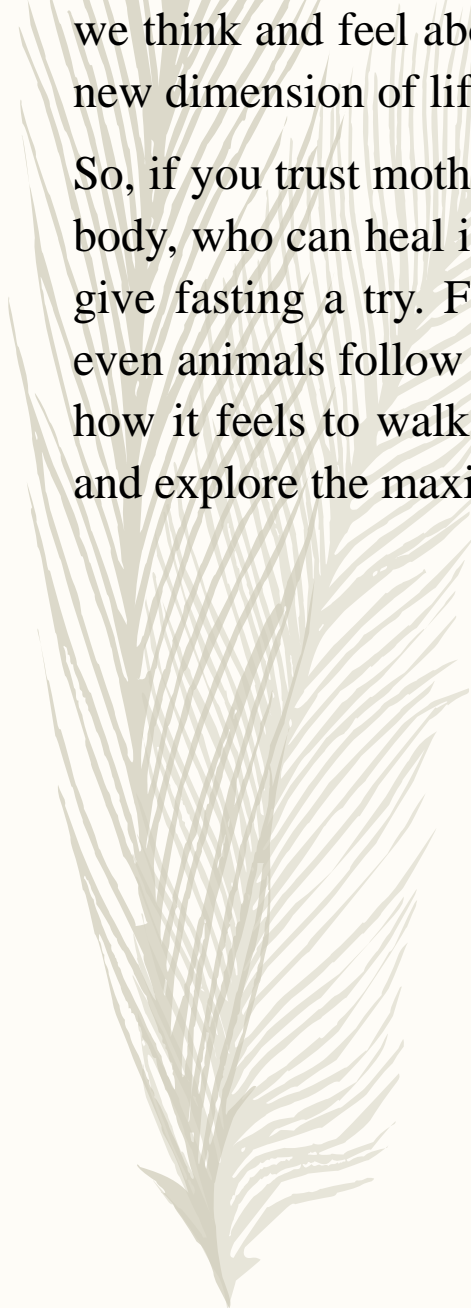 we think and feel abo
new dimension of lif
So, if you trust moth
body, who can heal i
give fasting a try. F
even animals follow
how it feels to walk
and explore the maxi